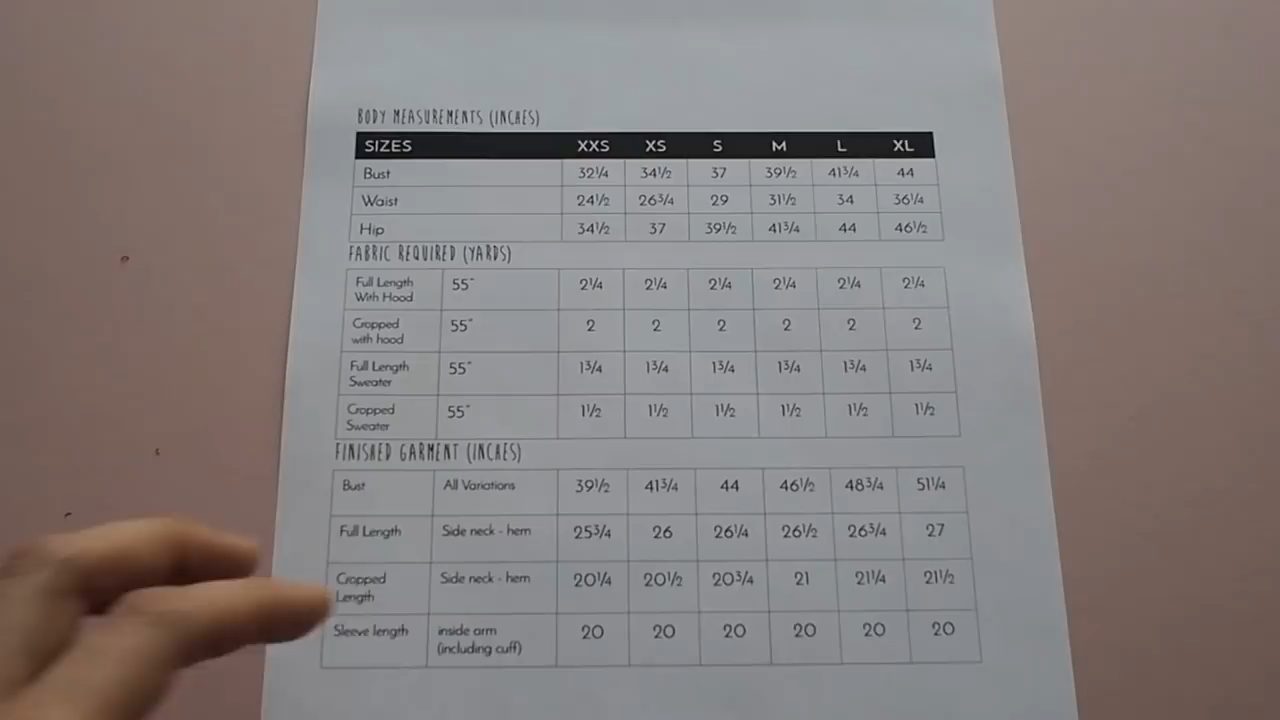 BODY MEASUREMENTS (INCHES)
SIZES XXS XS S M L XL
Bust 32¼ 34½ 37 39½ 41¾ 44
Waist 24½ 26¾ 29 31½ 34 36¼
Hip 34½ 37 39½ 41¾ 44 46½
FABRIC REQUIRED (YARDS)
Full Length
With Hood 55" 2¼ 2¼ 2¼ 2¼ 2¼ 2¼
Cropped
with hood 55" 2 2 2 2 2 2
Full Length
Sweater 55" 1¾ 1¾ 1¾ 1¾ 1¾ 1¾
Cropped
Sweater 55" 1½ 1½ 1½ 1½ 1½ 1½
FINISHED GARMENT (INCHES)
Bust All Variations 39½ 41¾ 44 46½ 48¾ 51¼
Full Length Side neck - hem 25¾ 26 26¼ 26½ 26¾ 27
Cropped
Length Side neck - hem 20¼ 20½ 20¾ 21 21¼ 21½
Sleeve length inside arm 20 20 20 20 20 20
(including cuff)